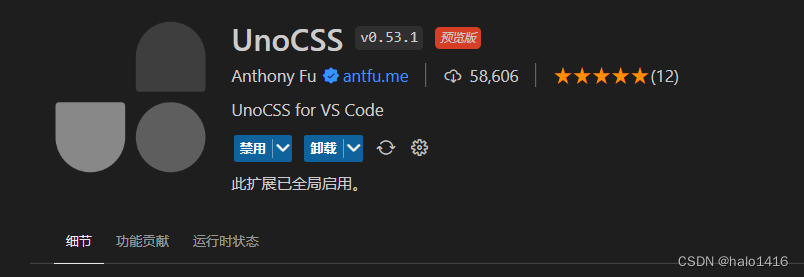 UnoCSS v0.53.1 预览版
Anthony Fu antfu.me 58,606 (12)
UnoCSS for VS Code
禁用 卸载
此扩展已全局启用。
细节 功能贡献 运行时状态
CSDN @halo1416